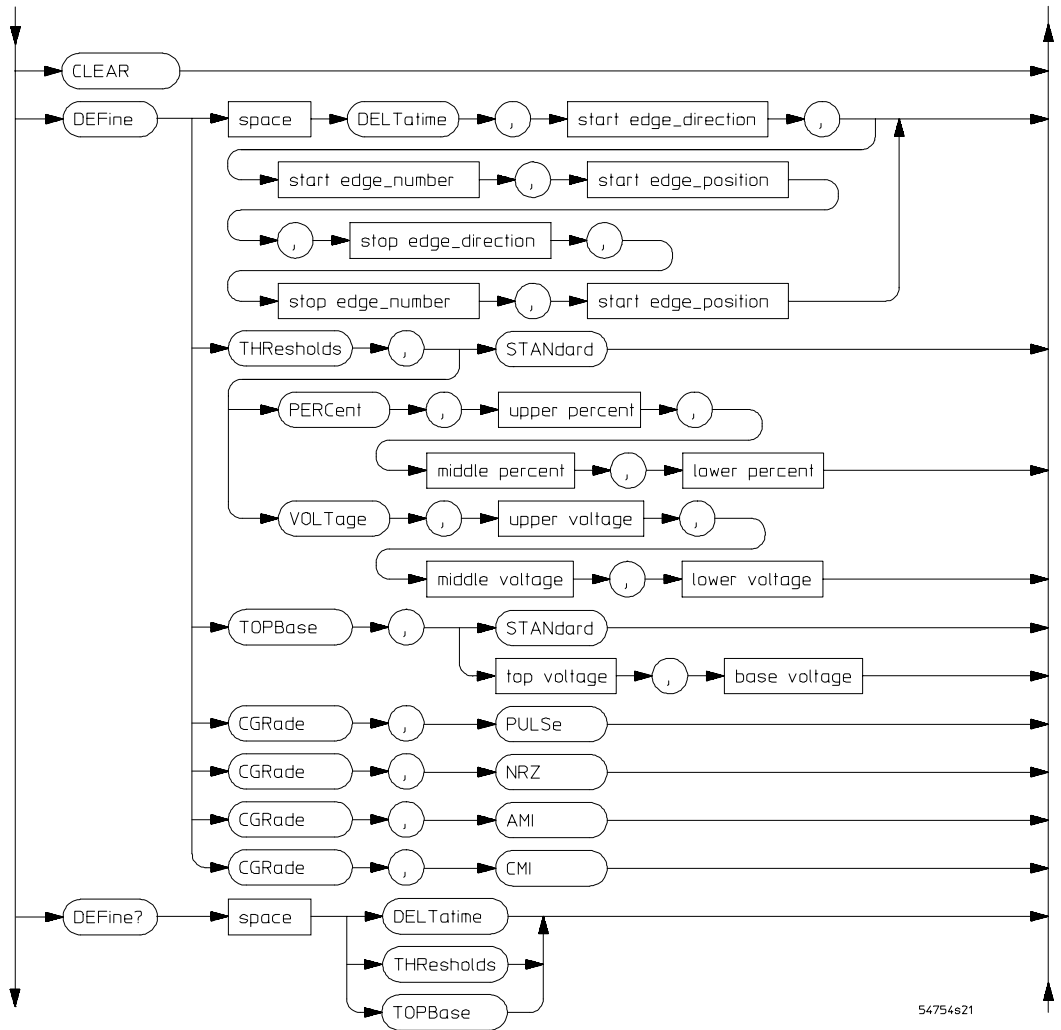 CLEAR
DEFine space DELTatime , start edge_direction ,
start edge_number , start edge_position
, stop edge_direction ,
stop edge_number , start edge_position
THResholds , STANdard
PERCent , upper percent ,
middle percent , lower percent
VOLTage , upper voltage ,
middle voltage , lower voltage
TOPBase , STANdard
top voltage , base voltage
CGRade , PULSe
CGRade , NRZ
CGRade , AMI
CGRade , CMI
DEFine? space DELTatime
THResholds
TOPBase
54754s21